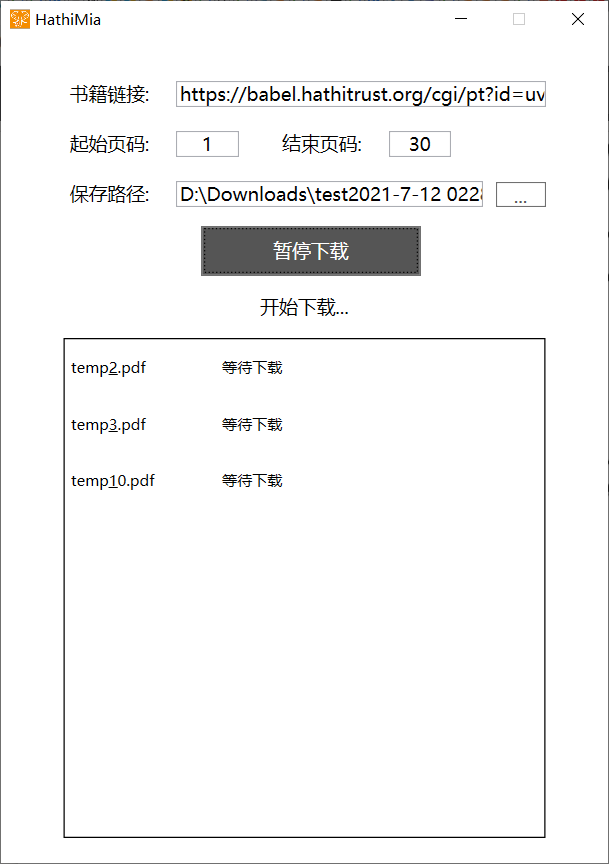 HathiMia
书籍链接: https://babel.hathitrust.org/cgi/pt?id=uv
起始页码: 1 结束页码: 30
保存路径: D:\Downloads\test2021-7-12 0228 ...
暂停下载
开始下载...
temp2.pdf 等待下载
temp3.pdf 等待下载
temp10.pdf 等待下载